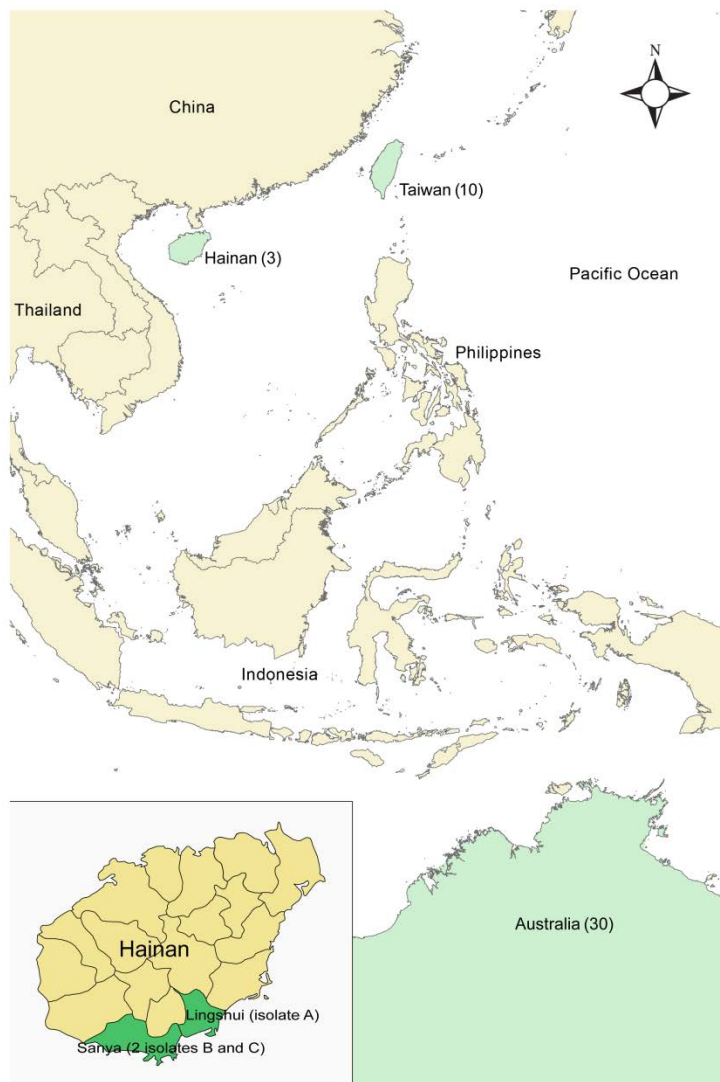 N
China
Taiwan (10)
Hainan (3)
Pacific Ocean
Thailand
Philippines
Indonesia
Australia (30)
Hainan
Lingshui (isolate A)
Sanya (2 isolates B and C)